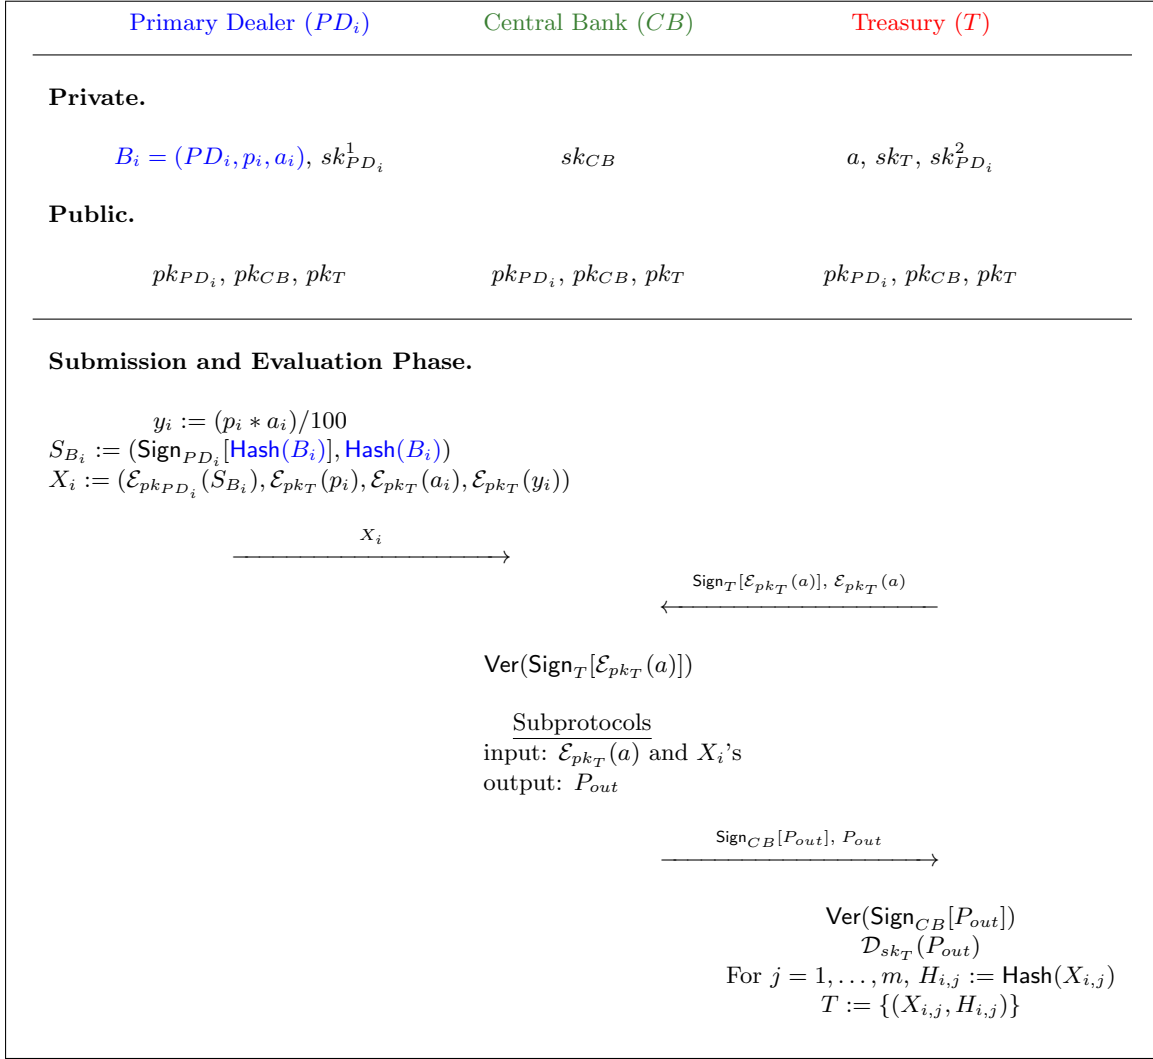 Primary Dealer (PD_i) Central Bank (CB) Treasury (T)
Private.
B_i = (PD_i, p_i, a_i), sk^1_{PD_i} sk_{CB} a, sk_T, sk^2_{PD_i}
Public.
pk_{PD_i}, pk_{CB}, pk_T pk_{PD_i}, pk_{CB}, pk_T pk_{PD_i}, pk_{CB}, pk_T
Submission and Evaluation Phase.
y_i := (p_i * a_i)/100
S_{B_i} := (Sign_{PD_i}[Hash(B_i)], Hash(B_i))
X_i := (ℰ_{pk_{PD_i}}(S_{B_i}), ℰ_{pk_T}(p_i), ℰ_{pk_T}(a_i), ℰ_{pk_T}(y_i))
X_i
Sign_T[ℰ_{pk_T}(a)], ℰ_{pk_T}(a)
Ver(Sign_T[ℰ_{pk_T}(a)])
Subprotocols
input: ℰ_{pk_T}(a) and X_i's
output: P_{out}
Sign_{CB}[P_{out}], P_{out}
Ver(Sign_{CB}[P_{out}])
𝒟_{sk_T}(P_{out})
For j = 1, . . . , m, H_{i,j} := Hash(X_{i,j})
T := {(X_{i,j}, H_{i,j})}